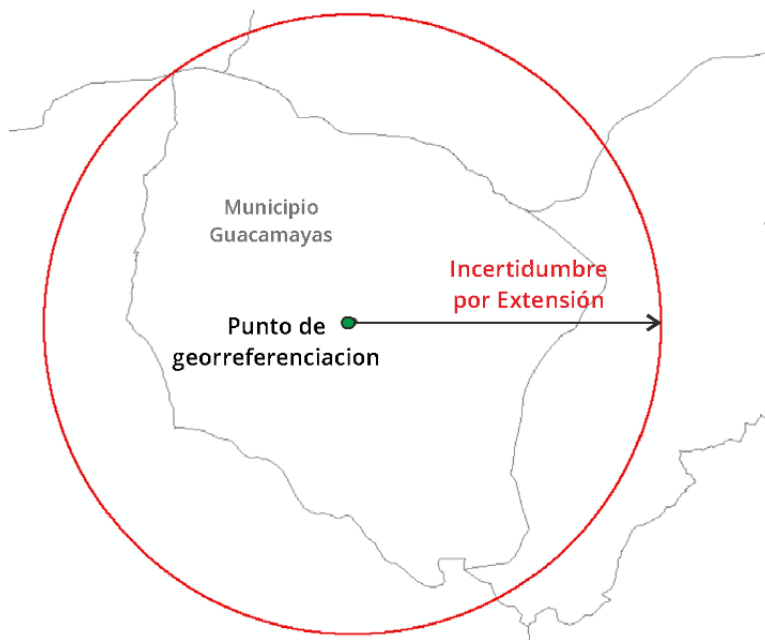 Municipio
Guacamayas
Incertidumbre
por Extensión
Punto de
georreferenciacion